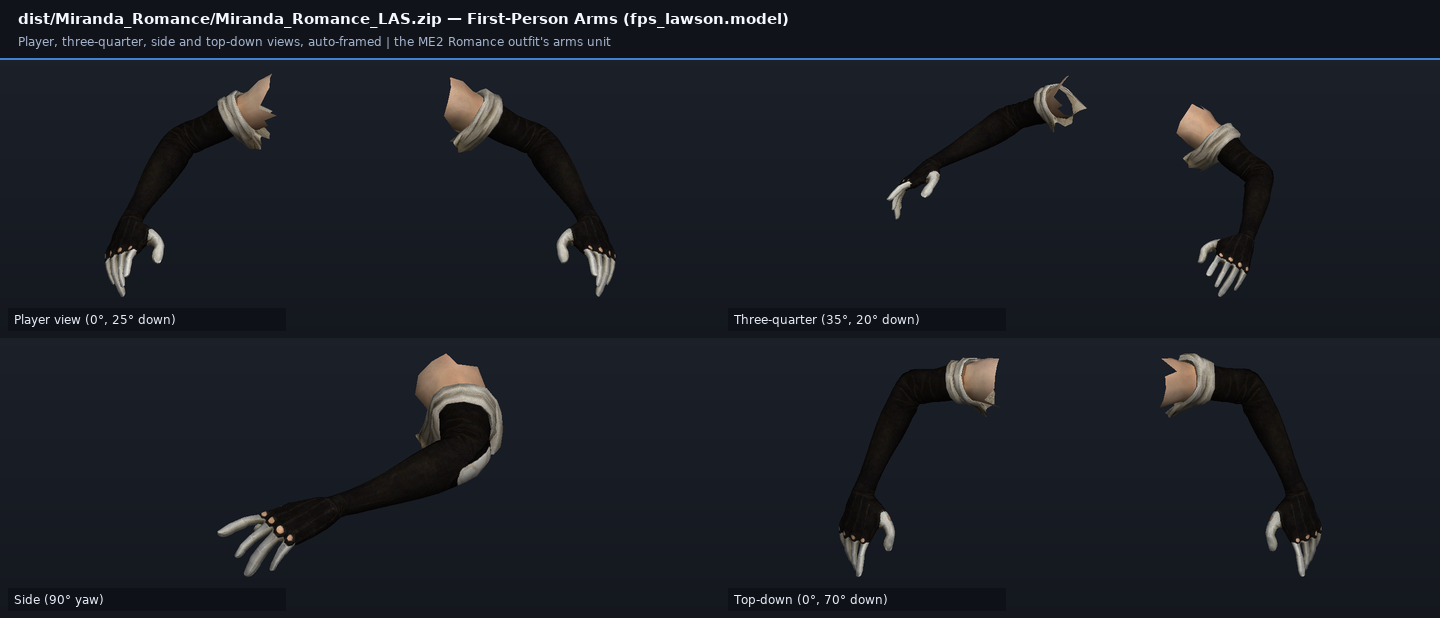 dist/Miranda_Romance/Miranda_Romance_LAS.zip — First-Person Arms (fps_lawson.model)
Player, three-quarter, side and top-down views, auto-framed | the ME2 Romance outfit's arms unit
Player view (0°, 25° down)
Three-quarter (35°, 20° down)
Side (90° yaw)
Top-down (0°, 70° down)